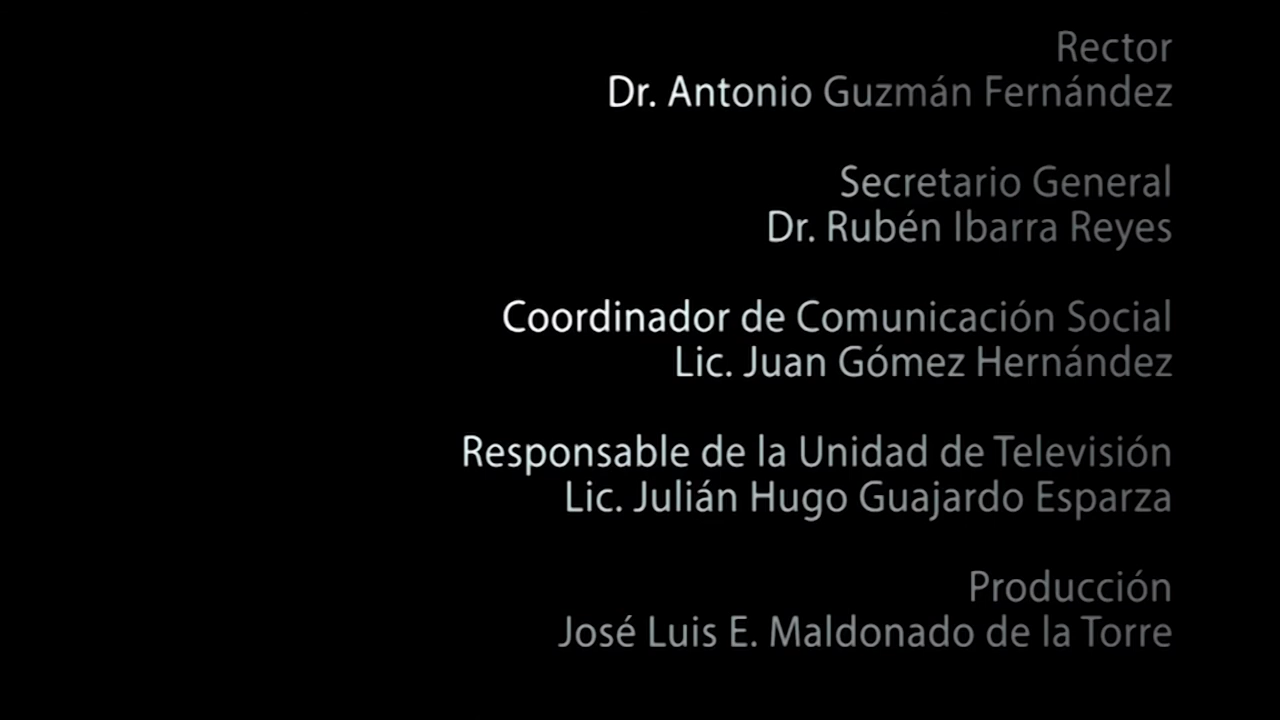 Rector
Dr. Antonio Guzmán Fernández
Secretario General
Dr. Rubén Ibarra Reyes
Coordinador de Comunicación Social
Lic. Juan Gómez Hernández
Responsable de la Unidad de Televisión
Lic. Julián Hugo Guajardo Esparza
Producción
José Luis E. Maldonado de la Torre